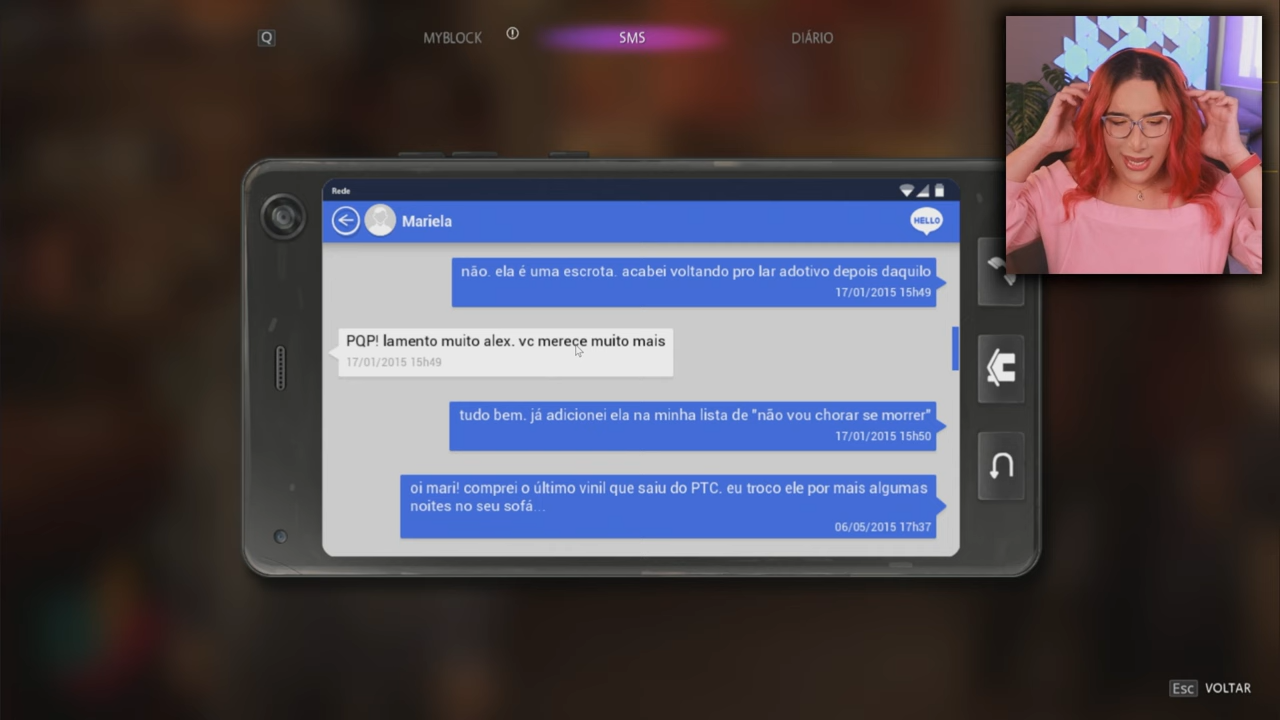 Q
MYBLOCK
SMS
DIÁRIO
Rede
Mariela
HELLO
não. ela é uma escrota. acabei voltando pro lar adotivo depois daquilo
17/01/2015 15h49
PQP! lamento muito alex. vc merece muito mais
17/01/2015 15h49
tudo bem. já adicionei ela na minha lista de "não vou chorar se morrer"
17/01/2015 15h50
oi mari! comprei o último vinil que saiu do PTC. eu troco ele por mais algumas
noites no seu sofá...
06/05/2015 17h37
Esc VOLTAR